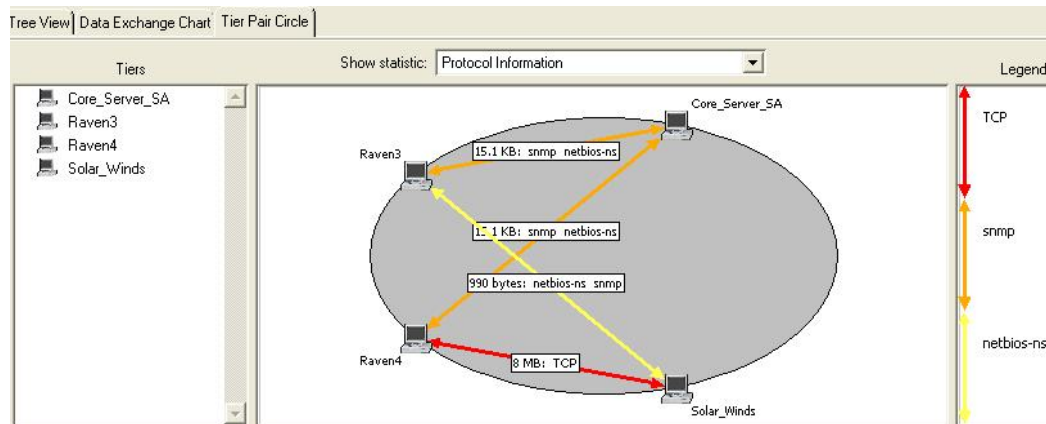 Tree View Data Exchange Chart Tier Pair Circle
Tiers
Show statistic: Protocol Information
Legend
Core_Server_SA
Raven3
Raven4
Solar_Winds
Core_Server_SA
Raven3
15.1 KB: snmp netbios-ns
15.1 KB: snmp netbios-ns
990 bytes: netbios-ns snmp
Raven4
8 MB: TCP
Solar_Winds
TCP
snmp
netbios-ns